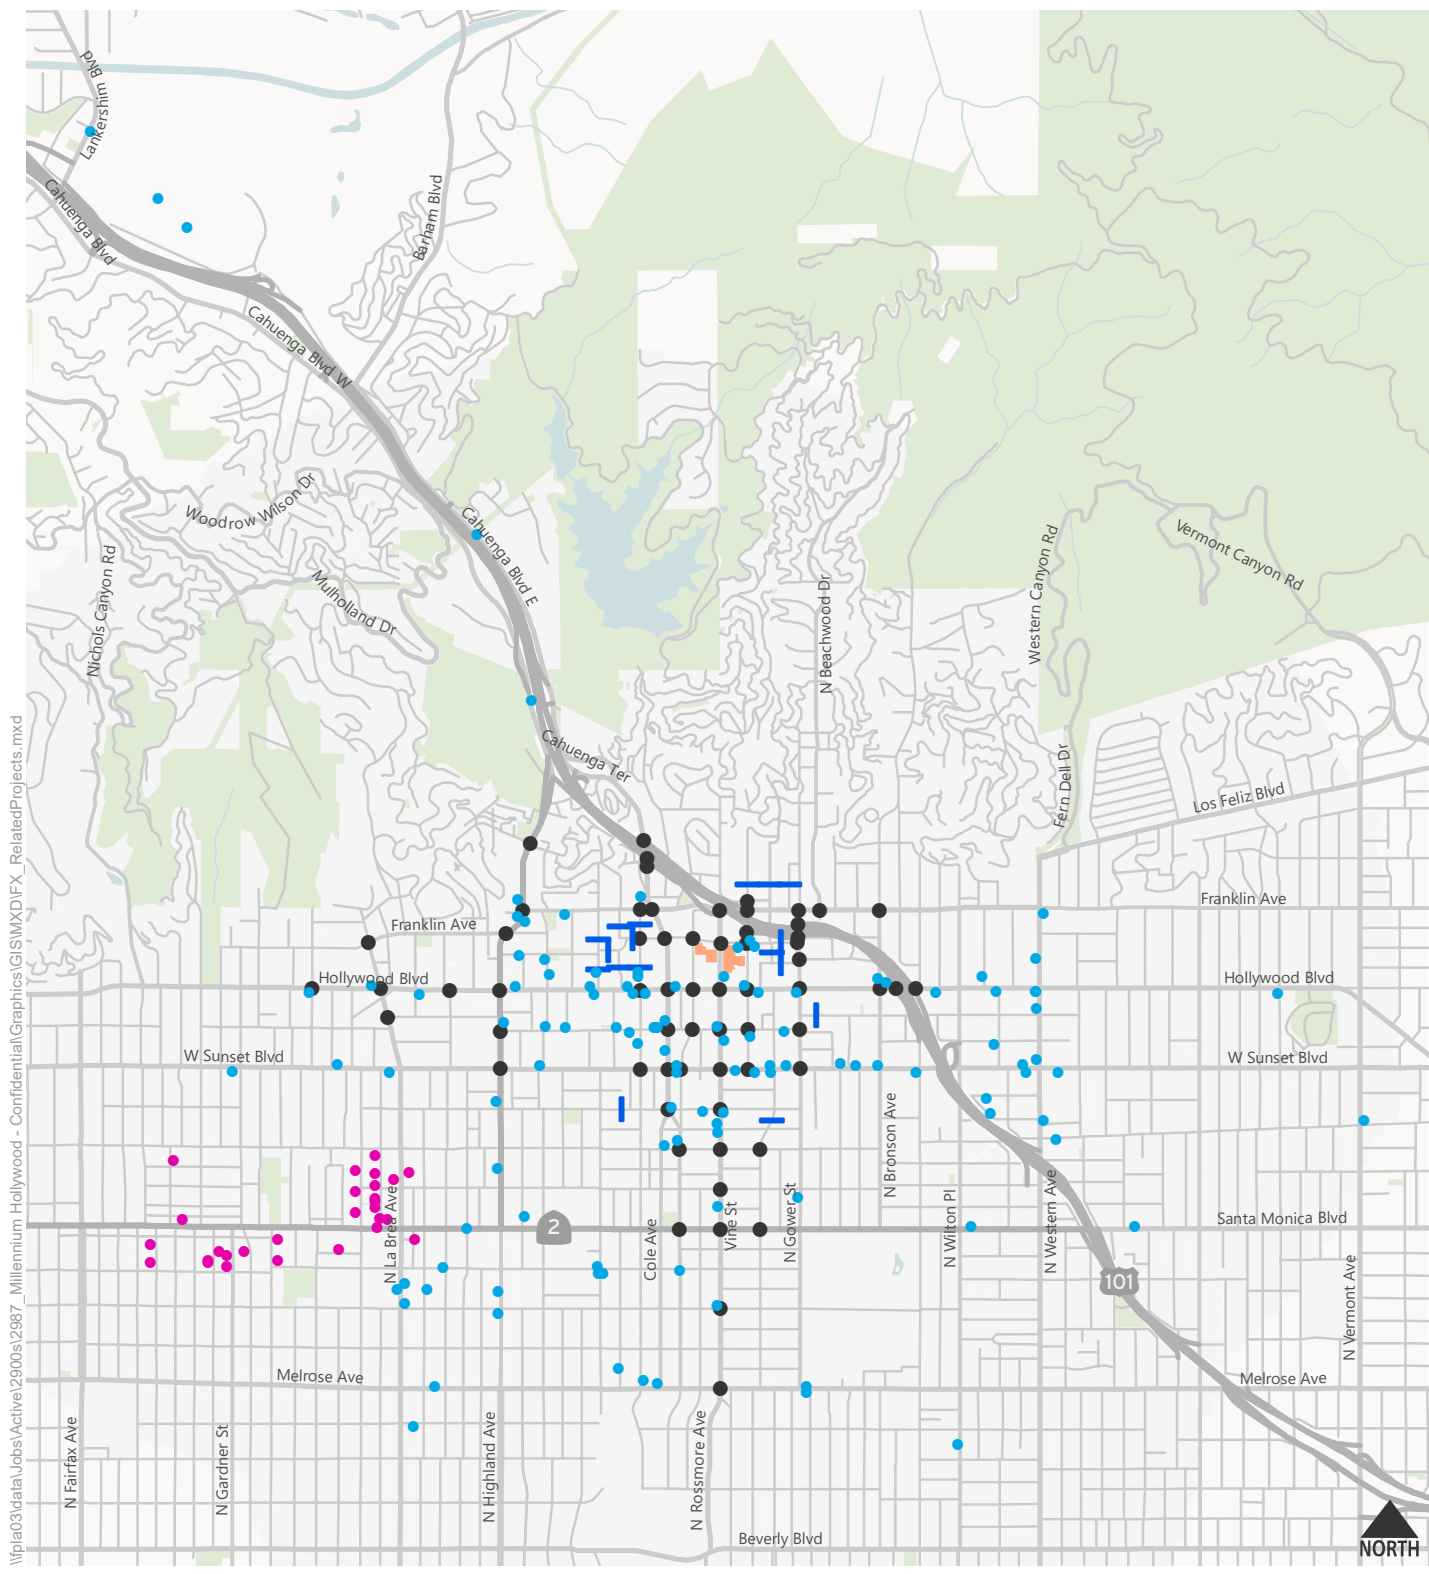 Lankershim Blvd
Cahuenga Blvd
Barham Blvd
Cahuenga Blvd W
Woodrow Wilson Dr
Cahuenga Blvd E
Vermont Canyon Rd
Western Canyon Rd
Nichols Canyon Rd
Mulholland Dr
N Beachwood Dr
Cahuenga Ter
Fern Dell Dr
Los Feliz Blvd
Franklin Ave
Franklin Ave
Hollywood Blvd
Hollywood Blvd
W Sunset Blvd
W Sunset Blvd
N Bronson Ave
N La Brea Ave
2
Cole Ave
Vine St
N Gower St
N Wilton Pl
N Western Ave
Santa Monica Blvd
101
N Vermont Ave
Melrose Ave
Melrose Ave
N Fairfax Ave
N Gardner St
N Highland Ave
N Rossmore Ave
Beverly Blvd
NORTH
\\fpla03\data\Jobs\Active\2900s\2987_Millennium Hollywood - Confidential\Graphics\GIS\MXD\FX_RelatedProjects.mxd